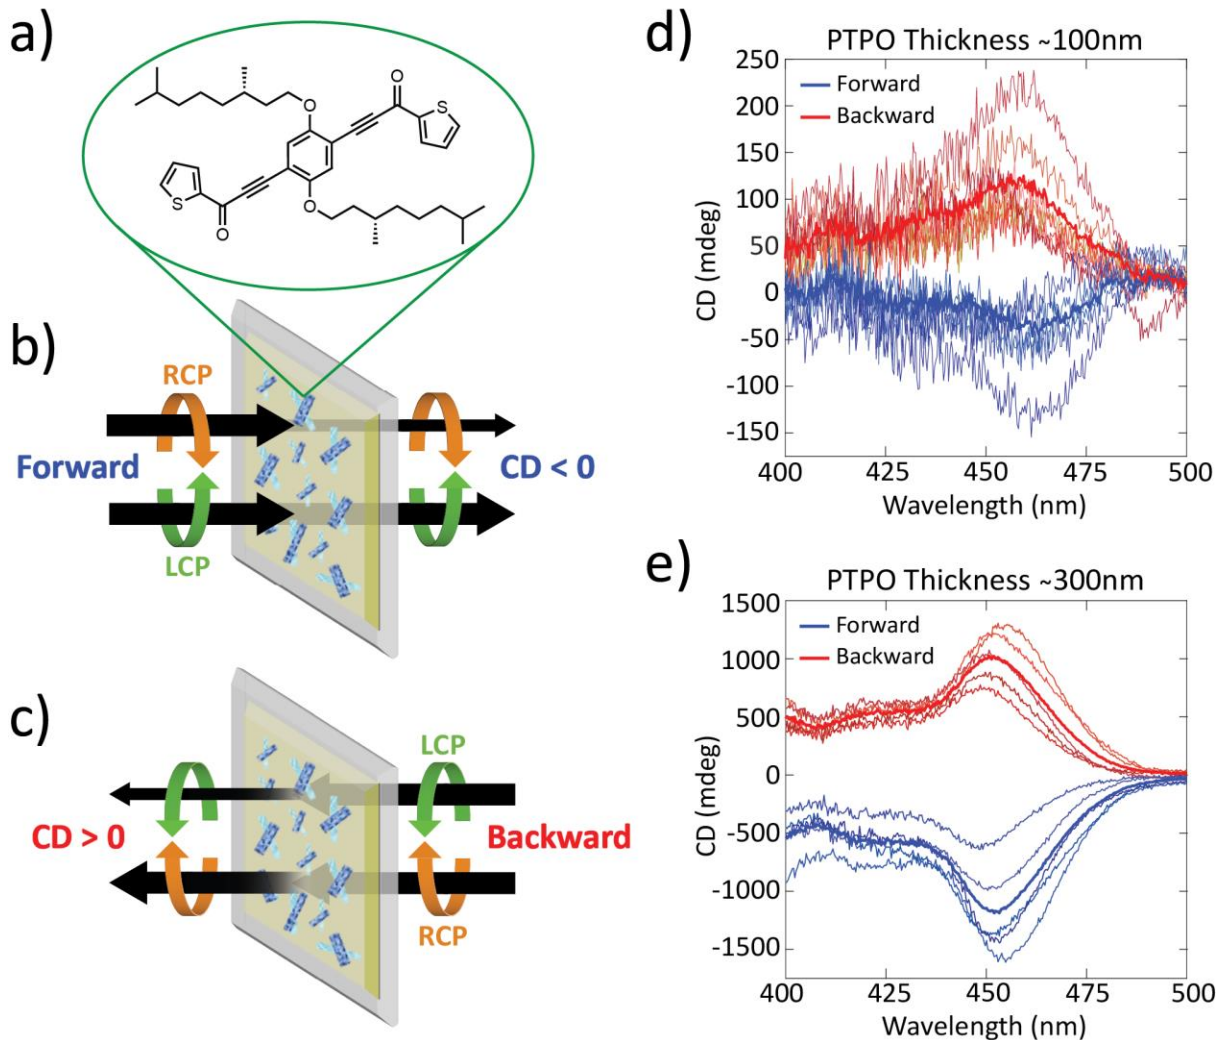 a)
O
S
O
O
S
O
b)
RCP
Forward
CD < 0
LCP
c)
LCP
CD > 0
Backward
RCP
d)
PTPO Thickness ~100nm
250
200
150
100
50
0
-50
-100
-150
CD (mdeg)
Forward
Backward
400
425
450
475
500
Wavelength (nm)
e)
PTPO Thickness ~300nm
1500
1000
500
0
-500
-1000
-1500
CD (mdeg)
Forward
Backward
400
425
450
475
500
Wavelength (nm)